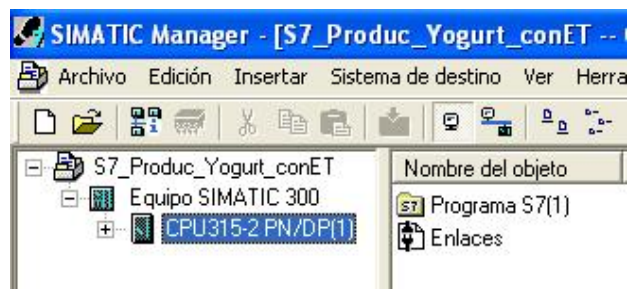 SIMATIC Manager - [S7_Produc_Yogurt_conET --
Archivo Edición Insertar Sistema de destino Ver Herra
S7_Produc_Yogurt_conET
Equipo SIMATIC 300
CPU315-2 PN/DP(1)
Nombre del objeto
Programa S7(1)
Enlaces